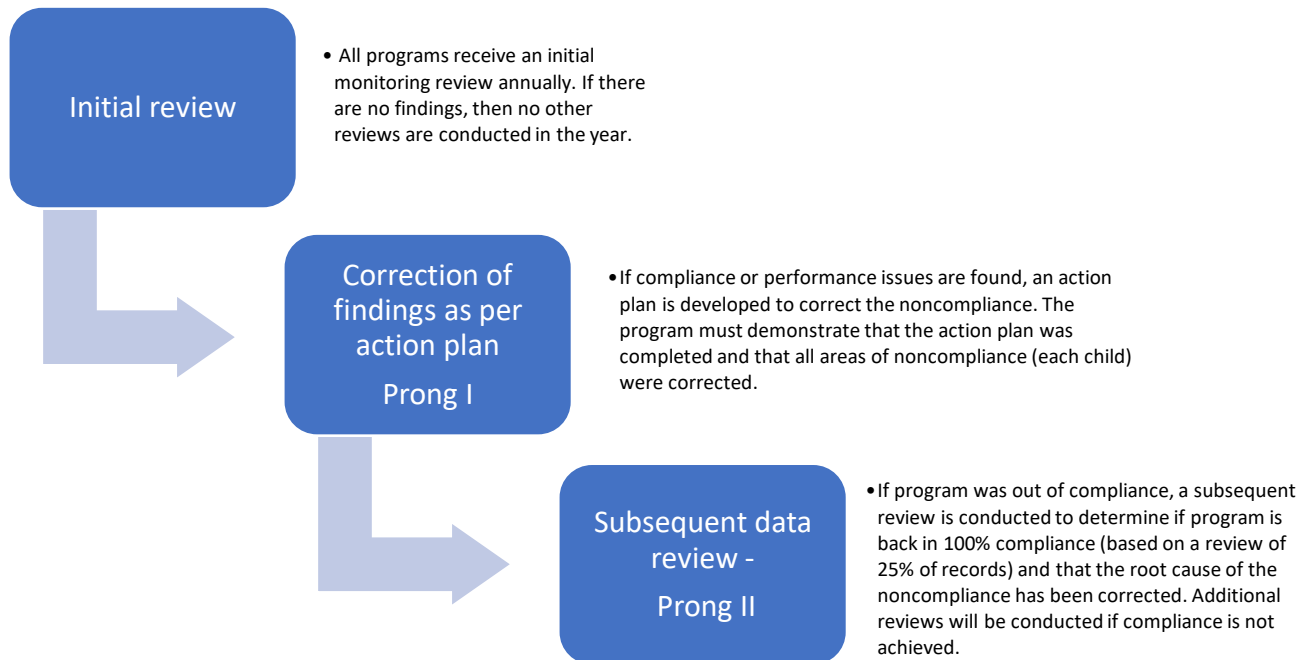 Initial review
• All programs receive an initial
monitoring review annually. If there
are no findings, then no other
reviews are conducted in the year.
Correction of
findings as per
action plan
Prong I
•If compliance or performance issues are found, an action
plan is developed to correct the noncompliance. The
program must demonstrate that the action plan was
completed and that all areas of noncompliance (each child)
were corrected.
Subsequent data
review -
Prong II
•If program was out of compliance, a subsequent
review is conducted to determine if program is
back in 100% compliance (based on a review of
25% of records) and that the root cause of the
noncompliance has been corrected. Additional
reviews will be conducted if compliance is not
achieved.